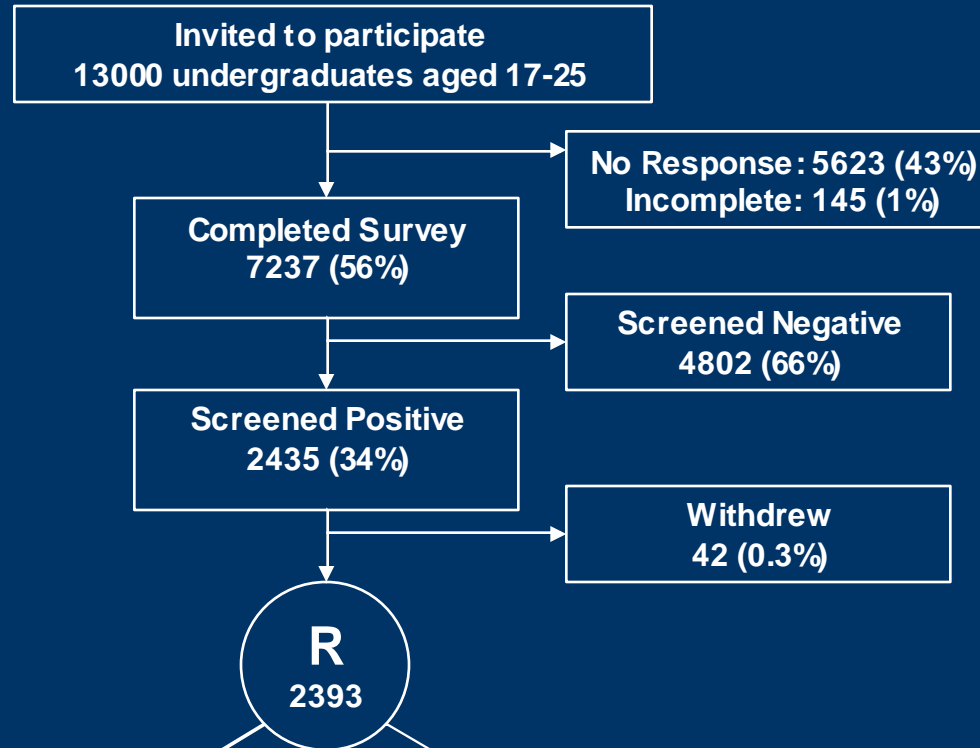 Invited to participate
13000 undergraduates aged 17-25
No Response: 5623 (43%)
Incomplete: 145 (1%)
Completed Survey
7237 (56%)
Screened Negative
4802 (66%)
Screened Positive
2435 (34%)
Withdrew
42 (0.3%)
R
2393